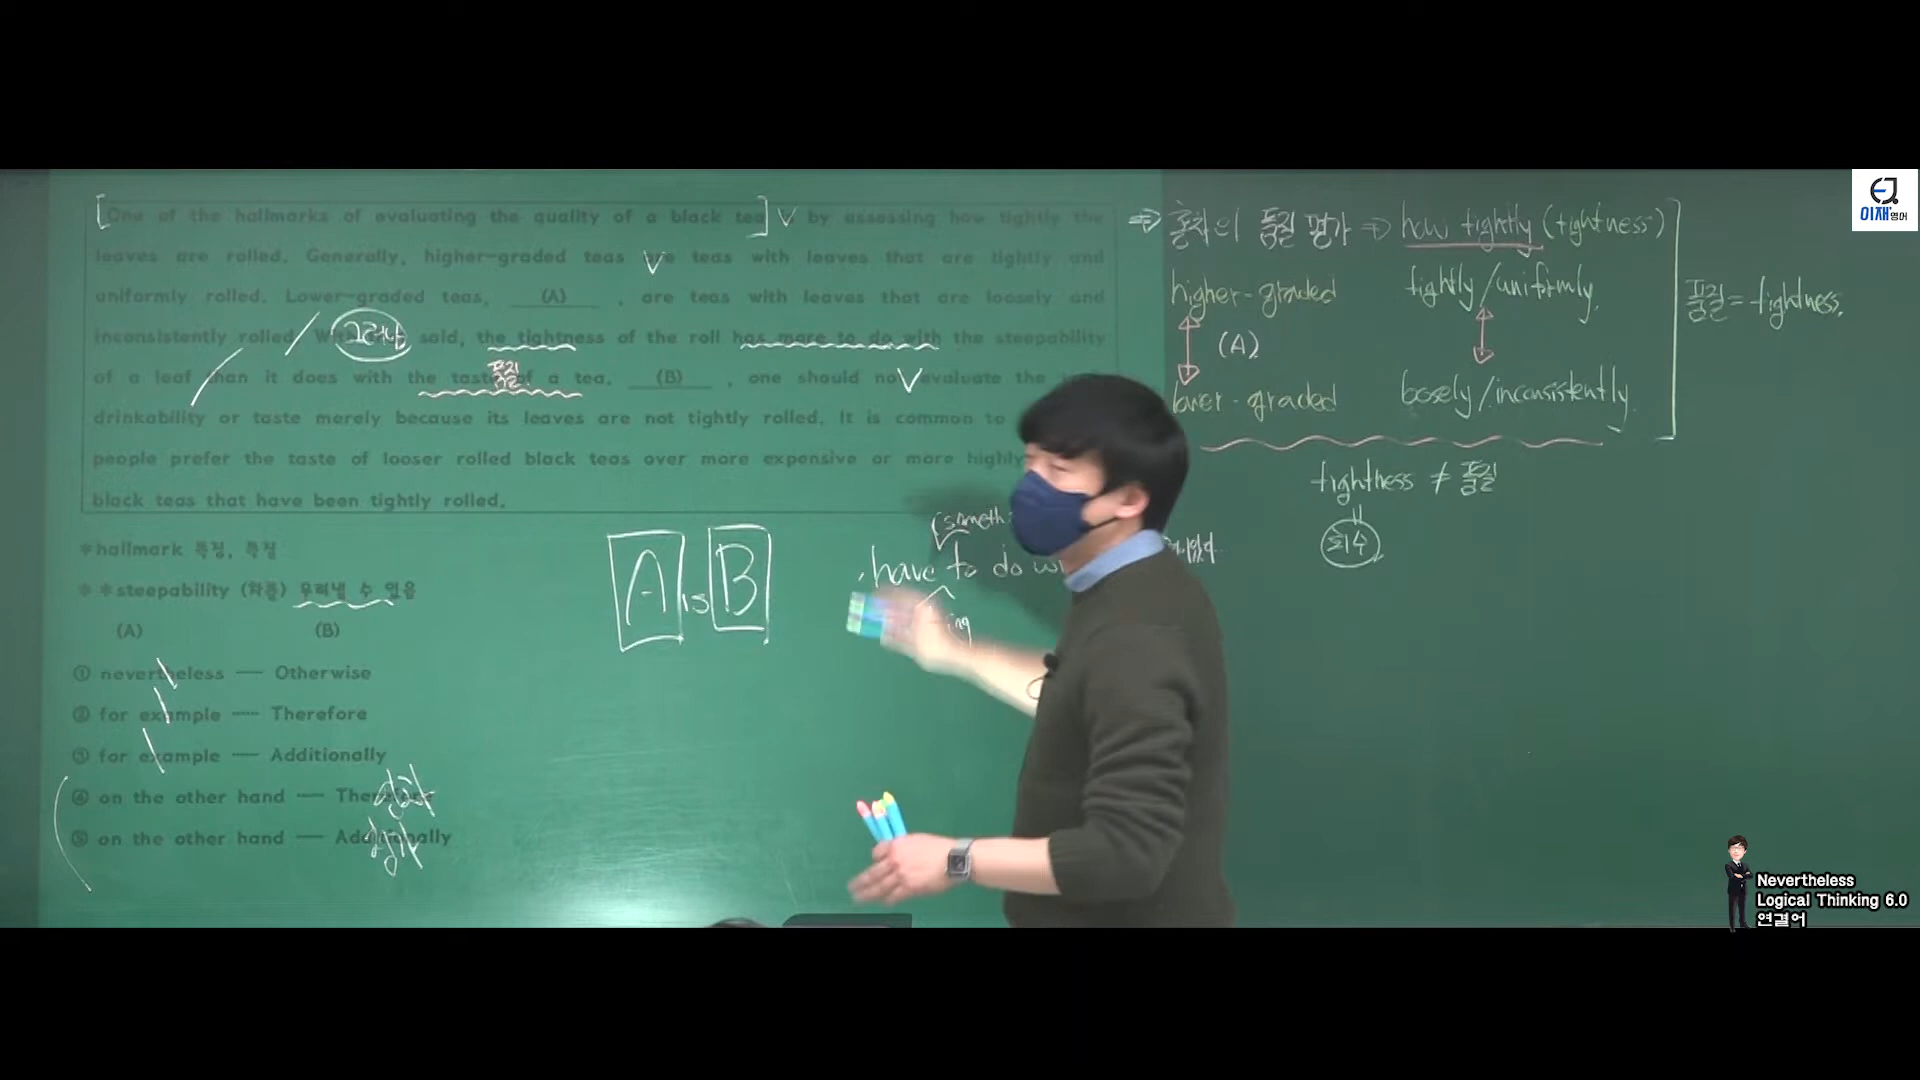 [One of the hallmarks of evaluating the quality of a black tea] V by assessing how tightly the
leaves are rolled. Generally, higher-graded teas are teas with leaves that are tightly and
uniformly rolled. Lower-graded teas, (A) , are teas with leaves that are loosely and
inconsistently rolled. said, the tightness of the roll has more to do with the steepability
그러나
of a leaf than it does with the taste of a tea. (B) , one should not evaluate the
품질
drinkability or taste merely because its leaves are not tightly rolled. It is common to
people prefer the taste of looser rolled black teas over more expensive or more highly
black teas that have been tightly rolled.
*hallmark 특징, 특질
**steepability (차를) 우려낼 수 있음
(A) (B)
① nevertheless ── Otherwise
② for example ── Therefore
③ for example ── Additionally
④ on the other hand ── Therefore
⑤ on the other hand ── Additionally
A is B
have to do
ing
⇒ 홍차의 품질 평가 ⇒ how tightly (tightness)
higher-graded tightly/uniformly.
(A)
lower-graded loosely/inconsistently.
품질 = tightness.
tightness ≠ 품질
EJ
이재영어
Nevertheless
Logical Thinking 6.0
연결어